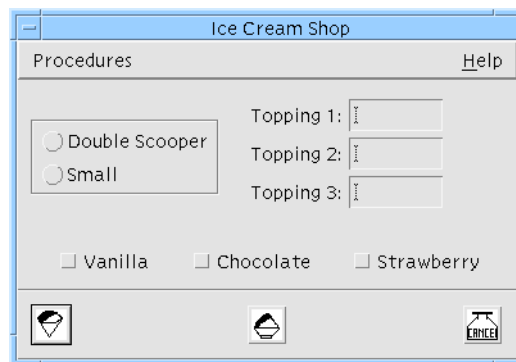 Ice Cream Shop
Procedures Help
Topping 1:
Double Scooper
Topping 2:
Small
Topping 3:
Vanilla Chocolate Strawberry
CANCEL